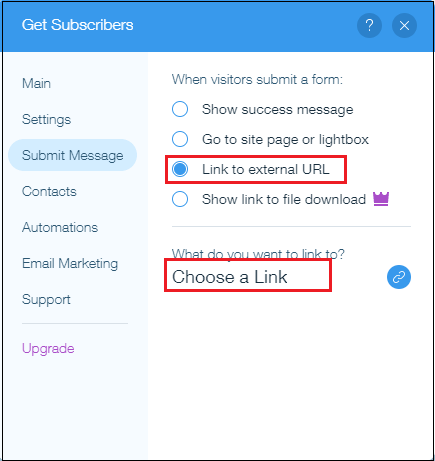 Get Subscribers
?
Main
Settings
Submit Message
Contacts
Automations
Email Marketing
Support
Upgrade
When visitors submit a form:
Show success message
Go to site page or lightbox
Link to external URL
Show link to file download
What do you want to link to?
Choose a Link